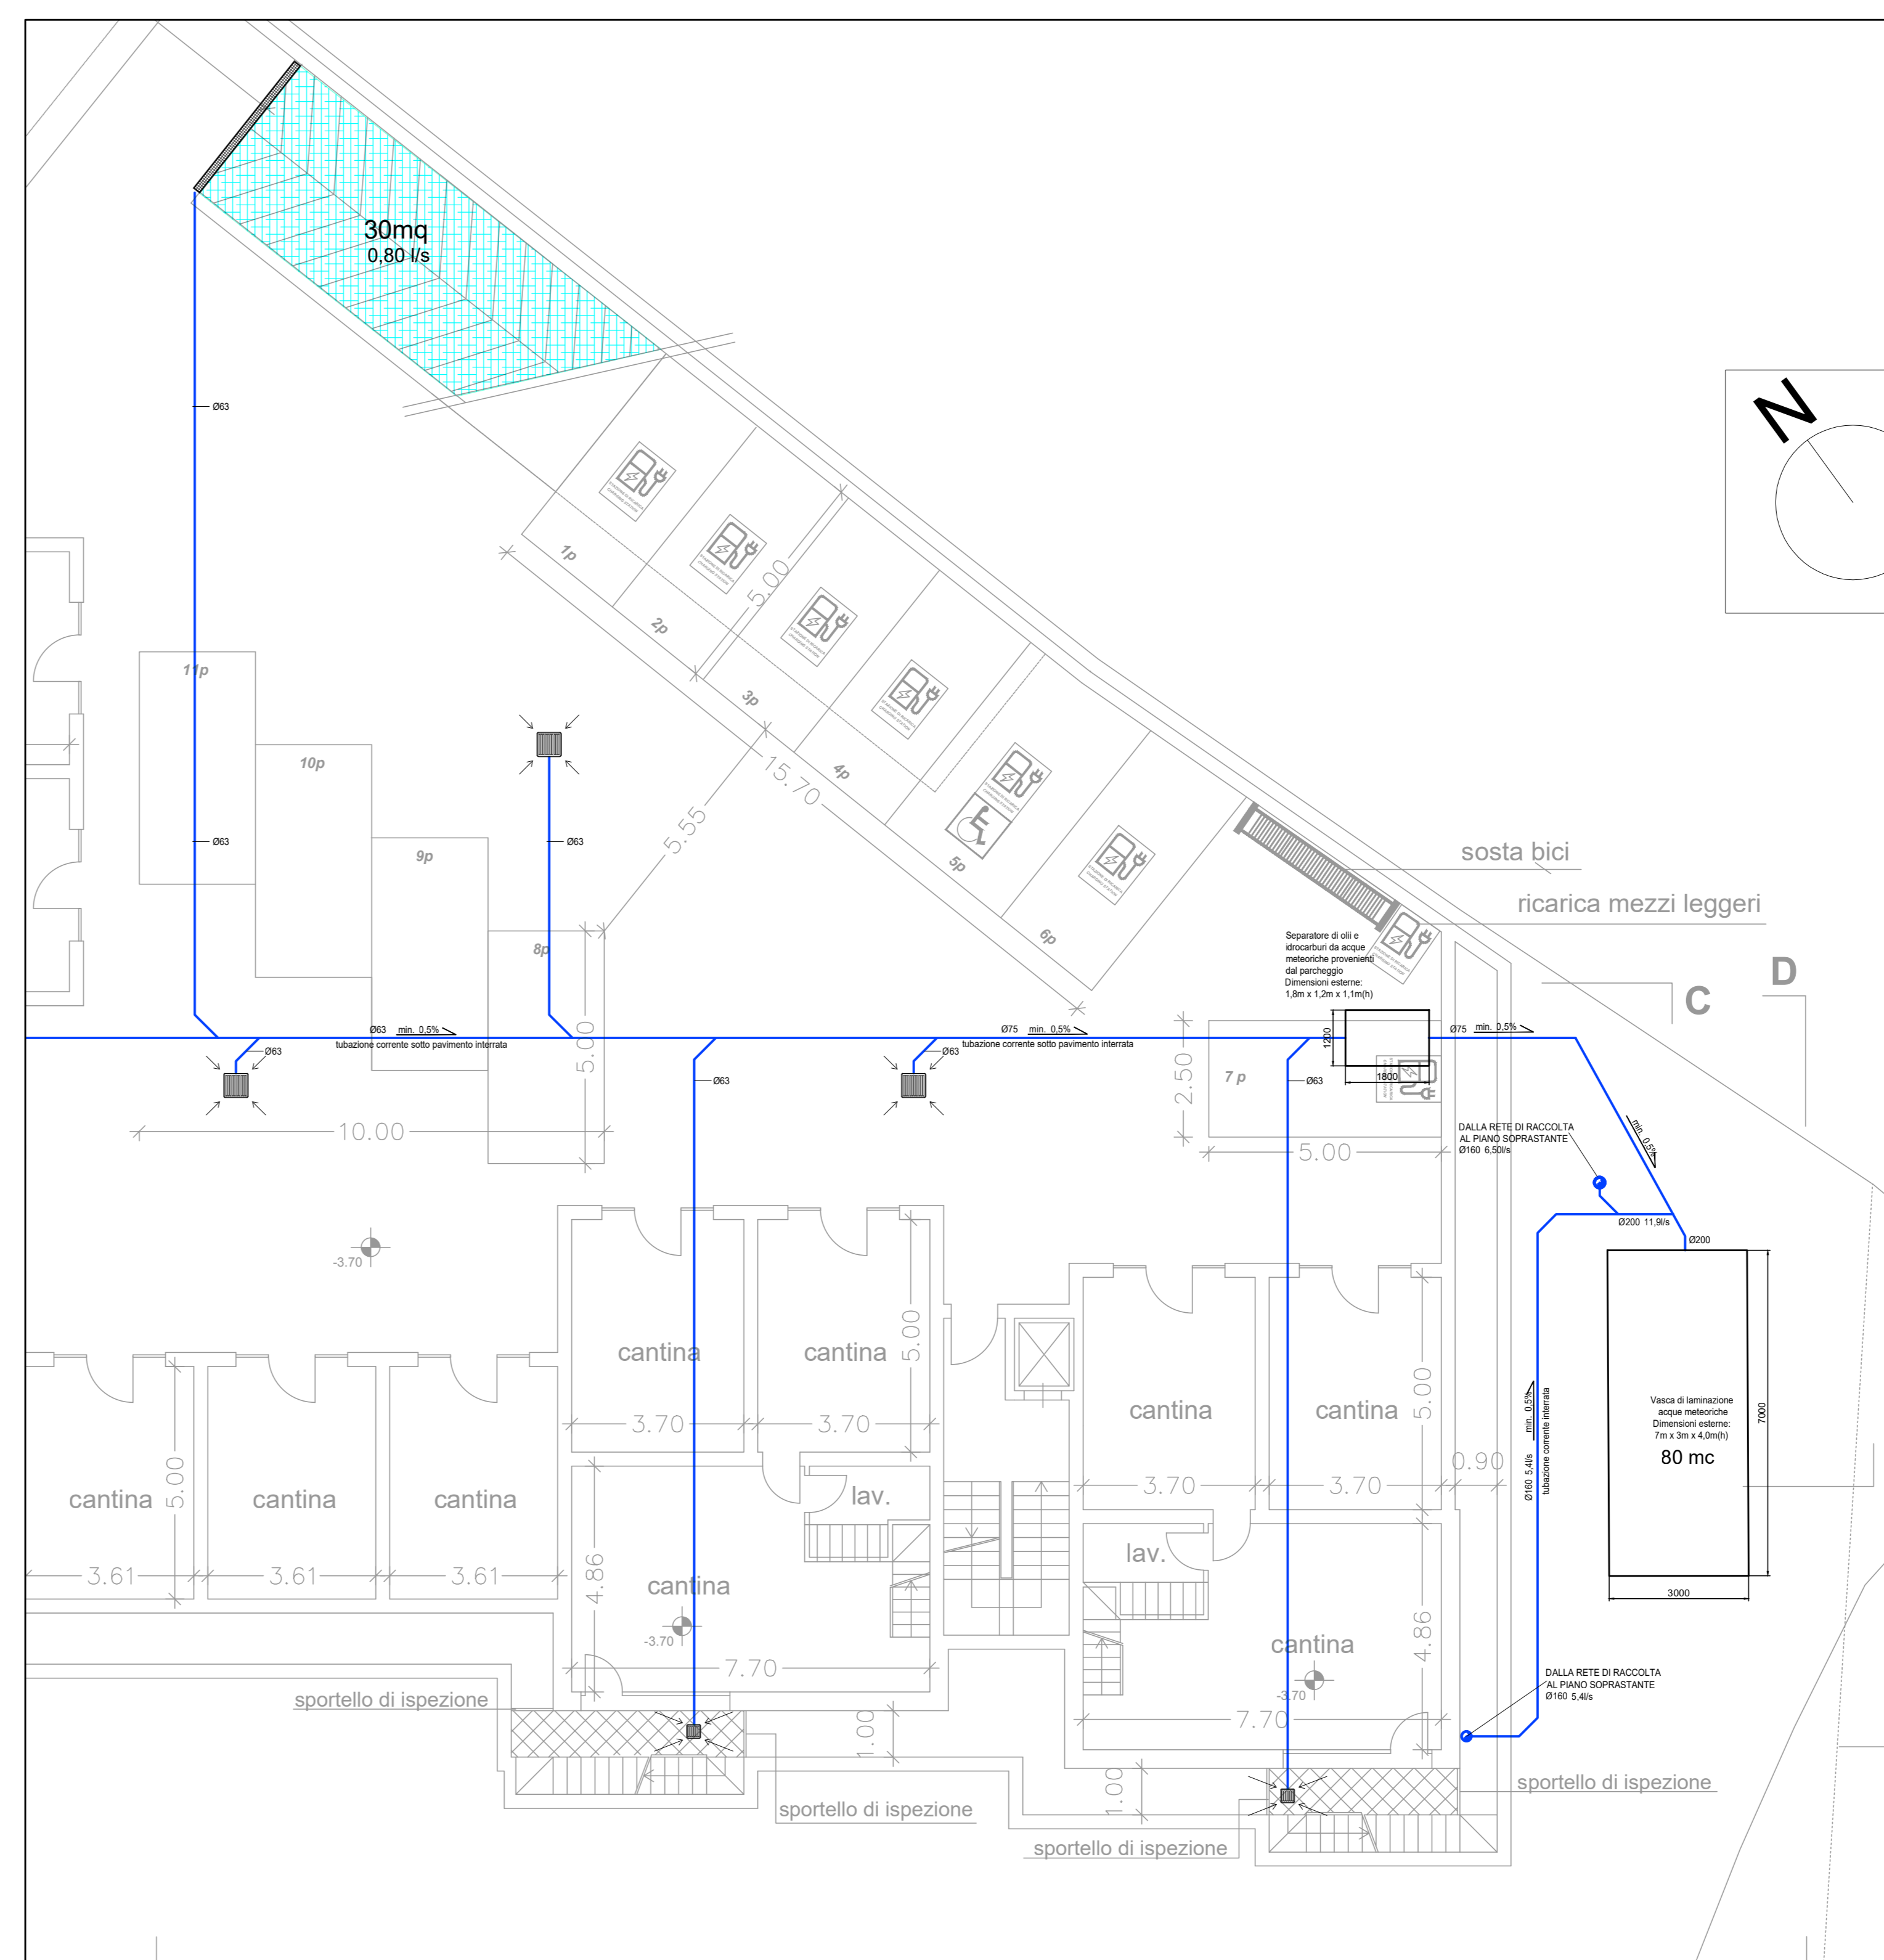 30mq
0,80 l/s
N
Ø63
1p
2p
5.00
3p
4p
15.70
5p
6p
11p
10p
9p
8p
Ø63
Ø63
5.55
sosta bici
ricarica mezzi leggeri
Separatore di olii e
idrocarburi da acque
meteoriche provenienti
dal parcheggio
Dimensioni esterne:
1,8m x 1,2m x 1,1m(h)
C
D
Ø63 min. 0,5%
tubazione corrente sotto pavimento interrata
Ø75 min. 0,5%
tubazione corrente sotto pavimento interrata
Ø75 min. 0,5%
1200
1800
Ø63
Ø63
Ø63
Ø63
5.00
10.00
2.50
7 p
5.00
min. 0,5%
DALLA RETE DI RACCOLTA
AL PIANO SOPRASTANTE
Ø160 6,50l/s
Ø200 11,9l/s
Ø200
-3.70
cantina
cantina
5.00
3.70
3.70
cantina
cantina
5.00
3.70
3.70
0.90
Ø160 5,4l/s min. 0,5%
tubazione corrente interrata
Vasca di laminazione
acque meteoriche
Dimensioni esterne:
7m x 3m x 4,0m(h)
80 mc
7000
3000
cantina
5.00
cantina
cantina
3.61
3.61
3.61
lav.
4.86
cantina
-3.70
7.70
lav.
cantina
4.86
-3.70
7.70
DALLA RETE DI RACCOLTA
AL PIANO SOPRASTANTE
Ø160 5,4l/s
sportello di ispezione
1.00
sportello di ispezione
1.00
sportello di ispezione
sportello di ispezione